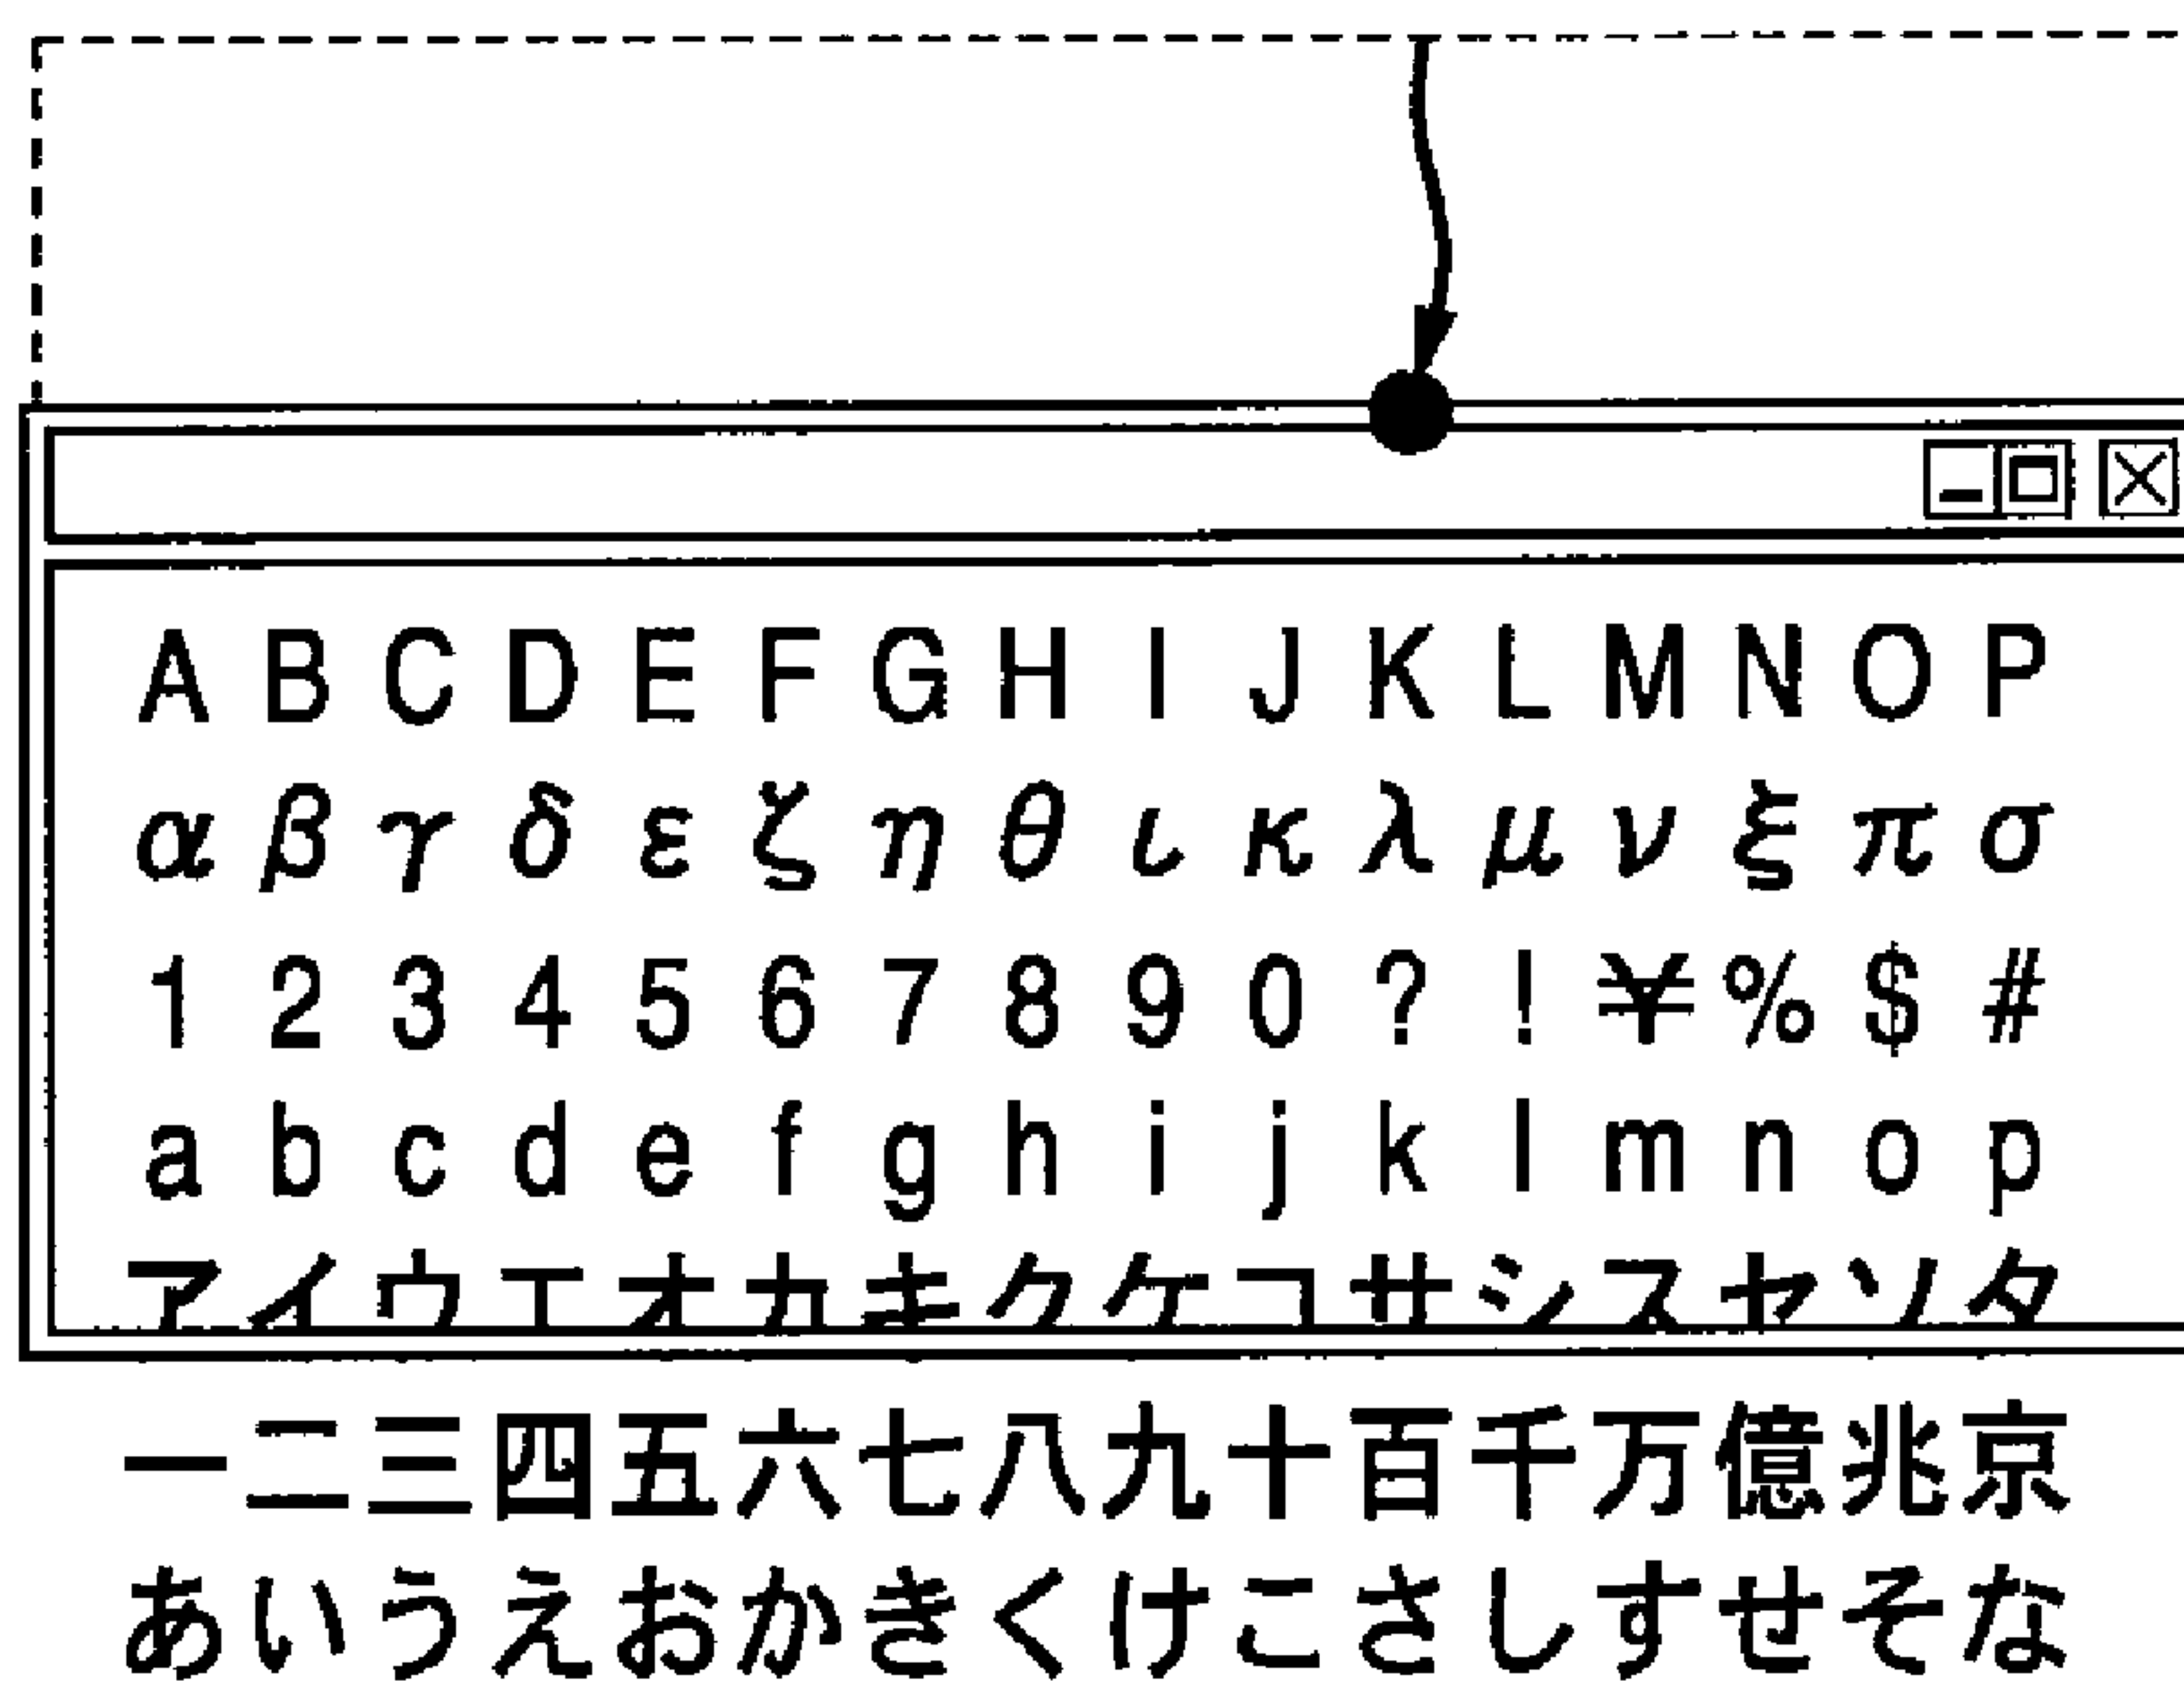 A B C D E F G H I J K L M N O P
α β γ δ ε ζ η θ ι κ λ μ ν ξ π σ
1 2 3 4 5 6 7 8 9 0 ? ! ¥ % $ #
a b c d e f g h i j k l m n o p
ア イ ウ エ オ カ キ ク ケ コ サ シ ス セ ソ タ
一 二 三 四 五 六 七 八 九 十 百 千 万 億 兆 京
あ い う え お か き く け こ さ し す せ そ な